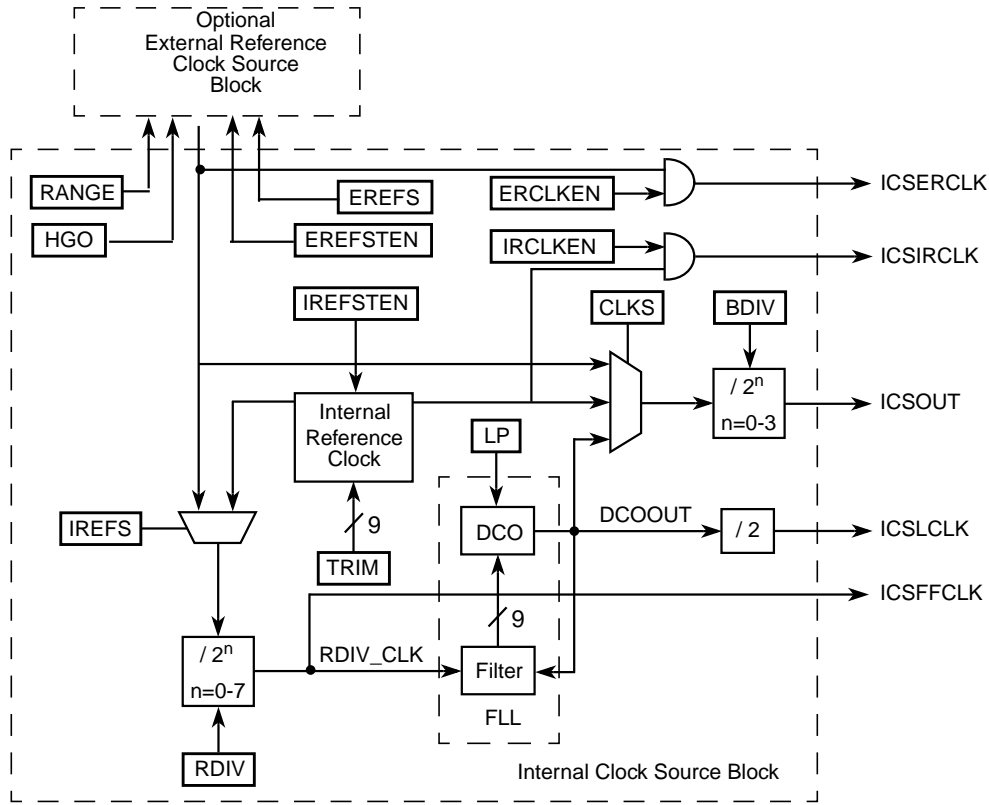 Optional
External Reference
Clock Source
Block
RANGE
HGO
EREFS
EREFSTEN
ERCLKEN
IRCLKEN
ICSERCLK
ICSIRCLK
IREFSTEN
CLKS
BDIV
Internal
Reference
Clock
/ 2ⁿ
n=0-3
ICSOUT
LP
IREFS
9
TRIM
DCO
DCOOUT
/ 2
ICSLCLK
ICSFFCLK
9
/ 2ⁿ
n=0-7
RDIV_CLK
Filter
FLL
RDIV
Internal Clock Source Block